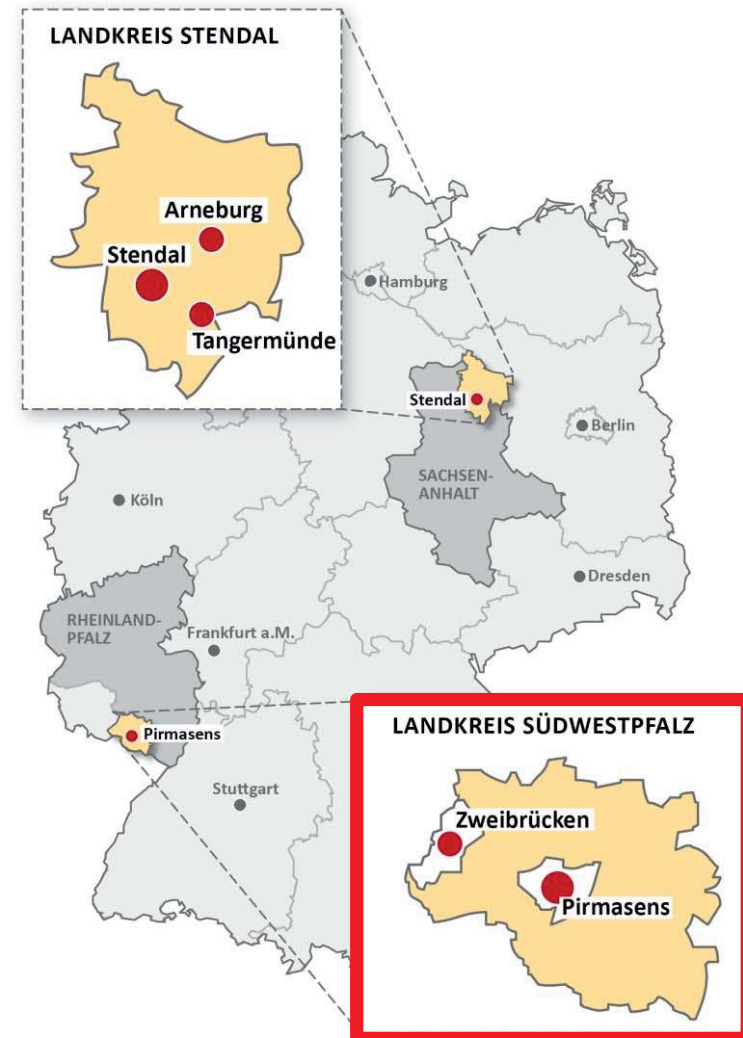 LANDKREIS STENDAL
Arneburg
Stendal
Tangermünde
Hamburg
Stendal
Berlin
SACHSEN-
ANHALT
Köln
Dresden
RHEINLAND-
PFALZ
Frankfurt a.M.
Pirmasens
Stuttgart
LANDKREIS SÜDWESTPFALZ
Zweibrücken
Pirmasens